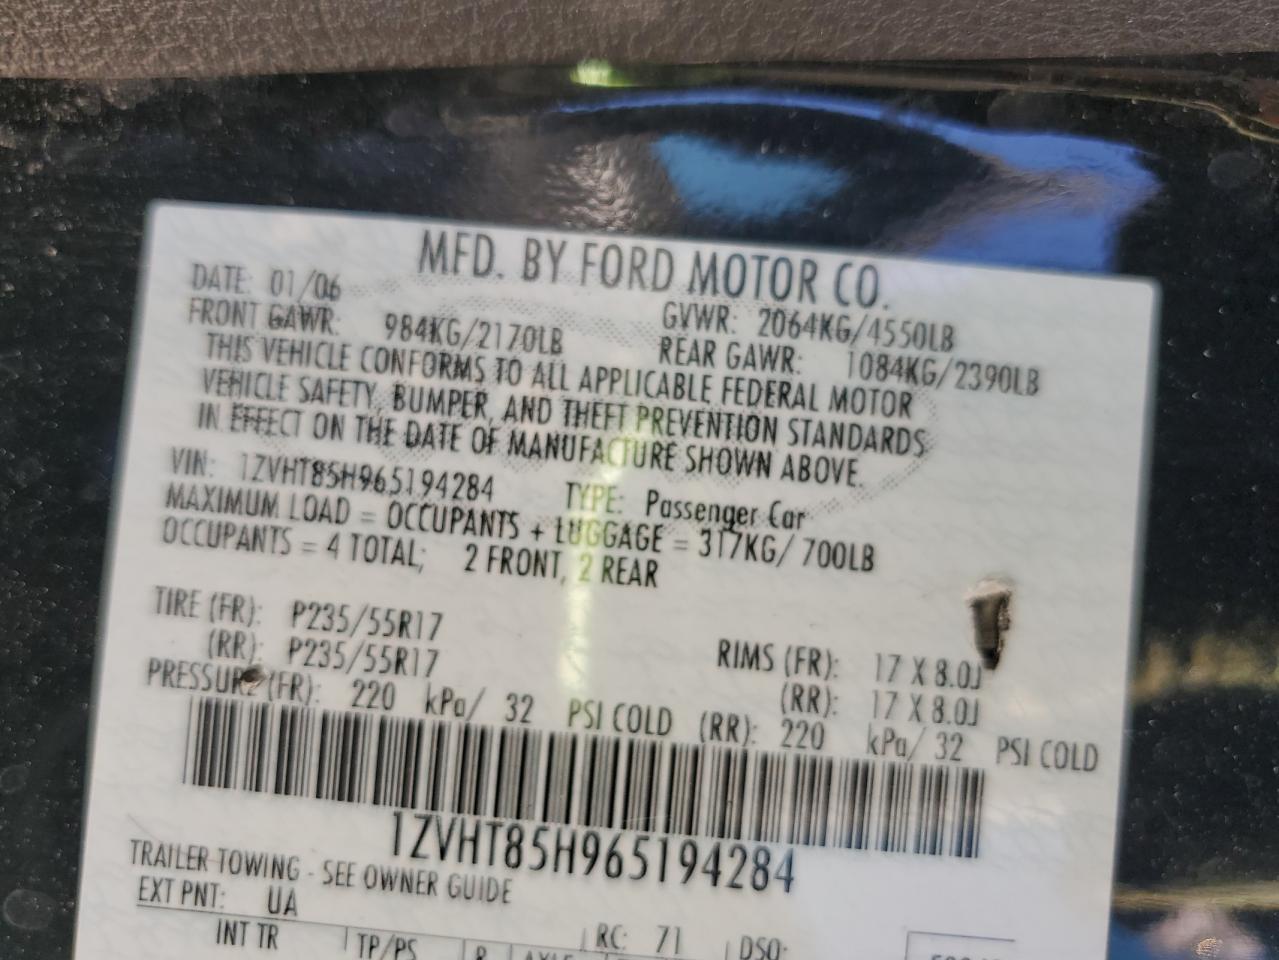 MFD. BY FORD MOTOR CO.
DATE: 01/06 GVWR: 2064KG/4550LB
FRONT GAWR: 984KG/2170LB REAR GAWR: 1084KG/2390LB
THIS VEHICLE CONFORMS TO ALL APPLICABLE FEDERAL MOTOR
VEHICLE SAFETY, BUMPER, AND THEFT PREVENTION STANDARDS
IN EFFECT ON THE DATE OF MANUFACTURE SHOWN ABOVE.
VIN: 1ZVHT85H965194284 TYPE: Passenger Car
MAXIMUM LOAD = OCCUPANTS + LUGGAGE = 317KG/ 700LB
OCCUPANTS = 4 TOTAL; 2 FRONT, 2 REAR
TIRE (FR): P235/55R17 RIMS (FR): 17 X 8.0J
(RR): P235/55R17 (RR): 17 X 8.0J
PRESSURE (FR): 220 kPa/ 32 PSI COLD (RR): 220 kPa/ 32 PSI COLD
1ZVHT85H965194284
TRAILER TOWING - SEE OWNER GUIDE
EXT PNT: UA RC: 71 DSO:
INT TR TP/PS R AXLE